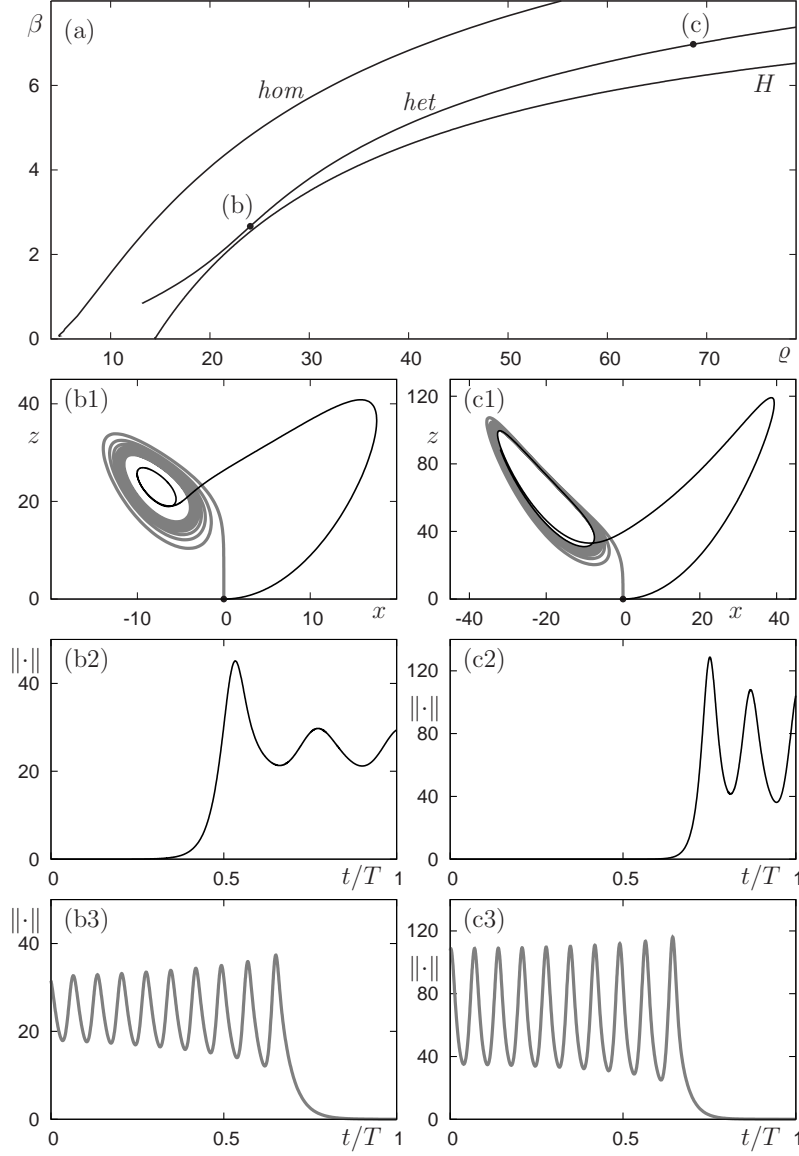 β
(a)
(c)
6
hom
het
H
4
(b)
2
0
10 20 30 40 50 60 70 ϱ
40
(b1)
z
20
0
-10 0 10 x
120
(c1)
z
80
40
0
-40 -20 0 20 x 40
‖·‖
(b2)
40
20
0
0 0.5 t/T 1
(c2)
120
‖·‖
80
40
0
0 0.5 t/T 1
‖·‖
(b3)
40
20
0
0 0.5 t/T 1
(c3)
120
‖·‖
80
40
0
0 0.5 t/T 1